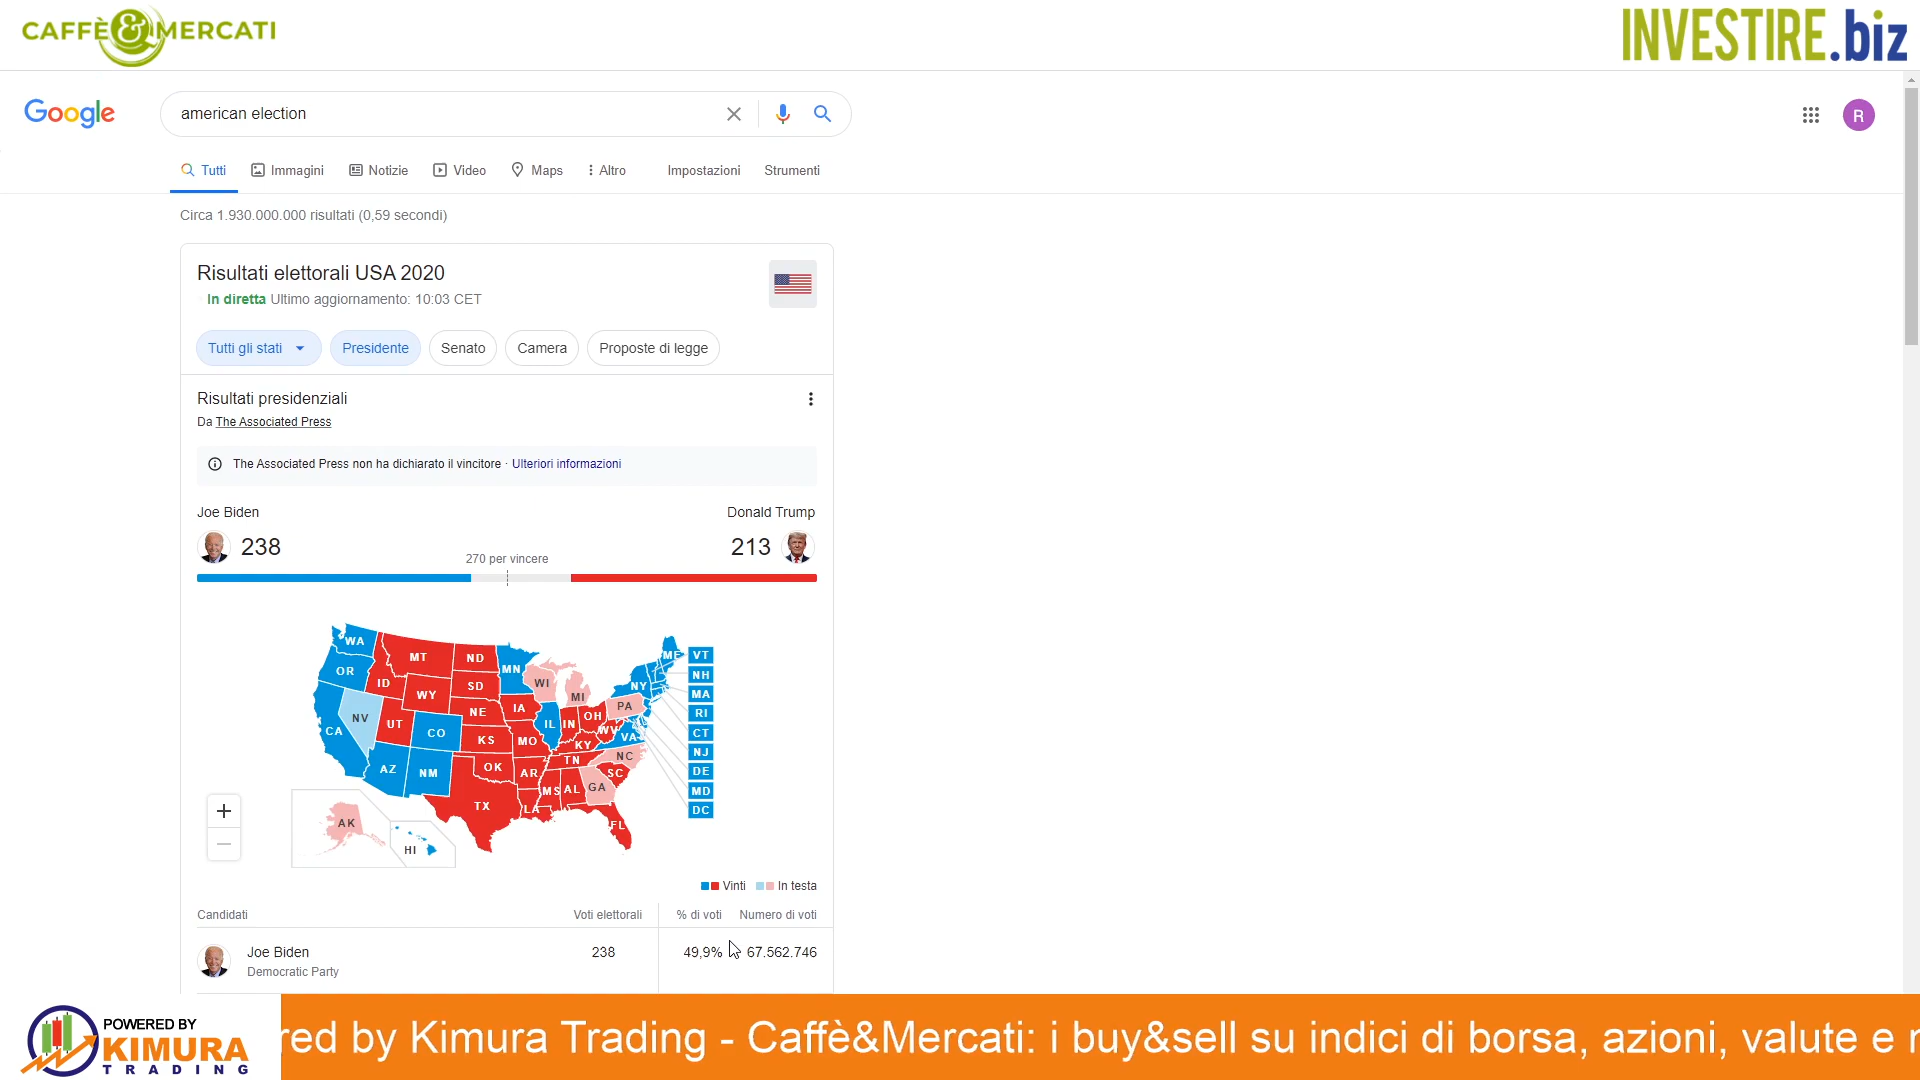 CAFFÈ&MERCATI
INVESTIRE.biz
Google
american election
R
Tutti
Immagini
Notizie
Video
Maps
Altro
Impostazioni
Strumenti
Circa 1.930.000.000 risultati (0,59 secondi)
Risultati elettorali USA 2020
In diretta Ultimo aggiornamento: 10:03 CET
Tutti gli stati
Presidente
Senato
Camera
Proposte di legge
Risultati presidenziali
Da The Associated Press
The Associated Press non ha dichiarato il vincitore · Ulteriori informazioni
Joe Biden
Donald Trump
238
213
270 per vincere
WA
OR
CA
NV
ID
MT
WY
UT
CO
AZ
NM
ND
SD
NE
KS
OK
TX
MN
IA
MO
AR
LA
WI
IL
MI
IN
OH
KY
TN
MS
AL
GA
FL
SC
NC
VA
WV
PA
NY
ME
VT
NH
MA
RI
CT
NJ
DE
MD
DC
AK
HI
+
−
Vinti
In testa
Candidati
Voti elettorali
% di voti
Numero di voti
Joe Biden
238
49,9%
67.562.746
Democratic Party
POWERED BY
KIMURA
TRADING
red by Kimura Trading - Caffè&Mercati: i buy&sell su indici di borsa, azioni, valute e